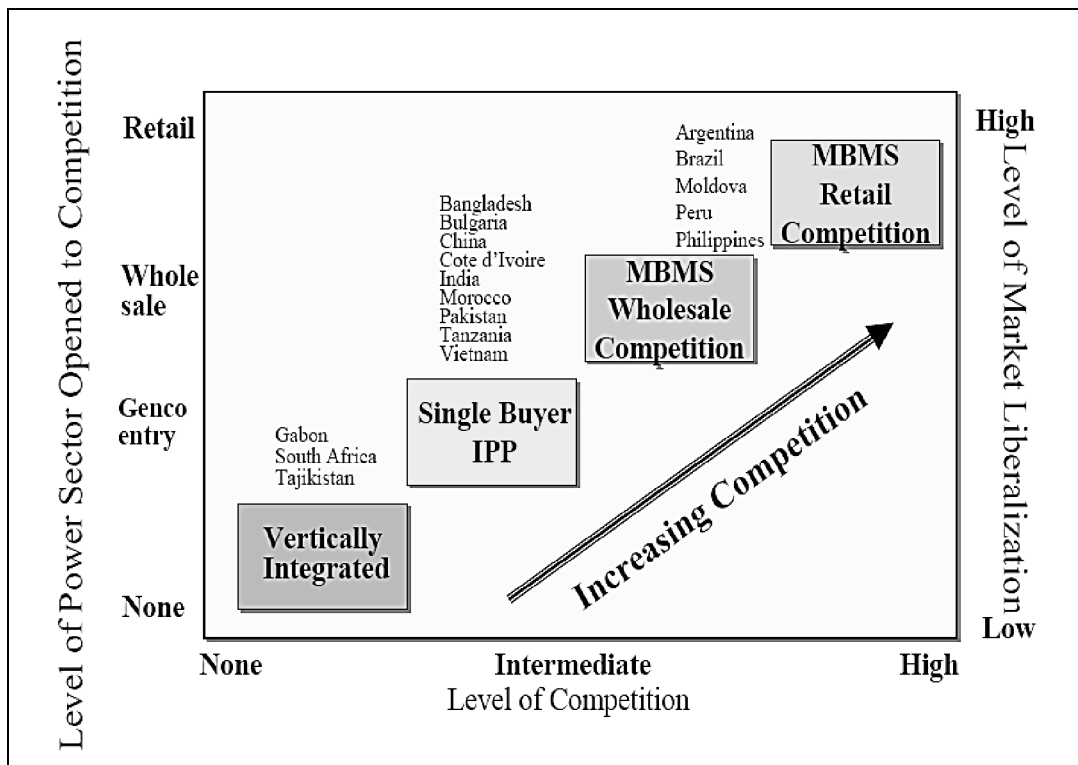 Level of Power Sector Opened to Competition
Retail
Whole
sale
Genco
entry
None
Argentina
Brazil
Moldova
Peru
Philippines
MBMS
Retail
Competition
Bangladesh
Bulgaria
China
Cote d'Ivoire
India
Morocco
Pakistan
Tanzania
Vietnam
MBMS
Wholesale
Competition
Single Buyer
IPP
Gabon
South Africa
Tajikistan
Vertically
Integrated
Increasing Competition
High
Level of Market Liberalization
Low
None
Intermediate
High
Level of Competition